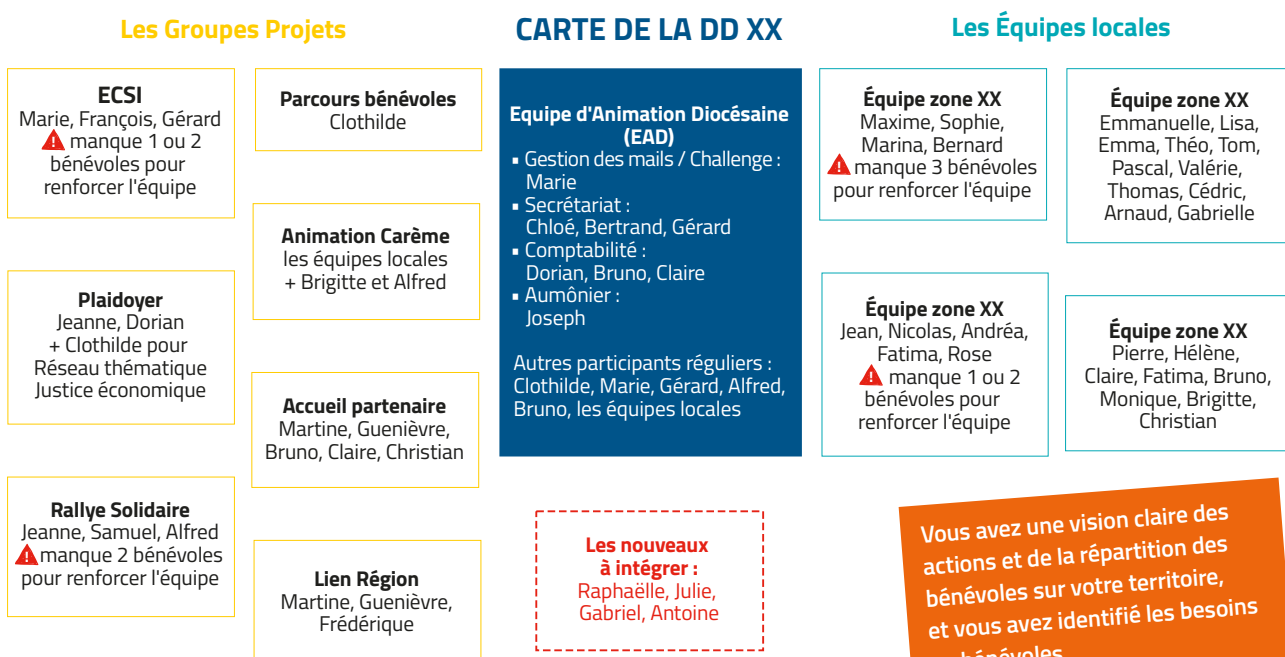 Les Groupes Projets
CARTE DE LA DD XX
Les Équipes locales
ECSI
Marie, François, Gérard
manque 1 ou 2
bénévoles pour
renforcer l'équipe
Plaidoyer
Jeanne, Dorian
+ Clothilde pour
Réseau thématique
Justice économique
Rallye Solidaire
Jeanne, Samuel, Alfred
manque 2 bénévoles
pour renforcer l'équipe
Parcours bénévoles
Clothilde
Animation Carème
les équipes locales
+ Brigitte et Alfred
Accueil partenaire
Martine, Guenièvre,
Bruno, Claire, Christian
Lien Région
Martine, Guenièvre,
Frédérique
Equipe d'Animation Diocésaine
(EAD)
▪ Gestion des mails / Challenge :
Marie
▪ Secrétariat :
Chloé, Bertrand, Gérard
▪ Comptabilité :
Dorian, Bruno, Claire
▪ Aumônier :
Joseph
Autres participants réguliers :
Clothilde, Marie, Gérard, Alfred,
Bruno, les équipes locales
Les nouveaux
à intégrer :
Raphaëlle, Julie,
Gabriel, Antoine
Équipe zone XX
Maxime, Sophie,
Marina, Bernard
manque 3 bénévoles
pour renforcer l'équipe
Équipe zone XX
Jean, Nicolas, Andréa,
Fatima, Rose
manque 1 ou 2
bénévoles pour
renforcer l'équipe
Équipe zone XX
Emmanuelle, Lisa,
Emma, Théo, Tom,
Pascal, Valérie,
Thomas, Cédric,
Arnaud, Gabrielle
Équipe zone XX
Pierre, Hélène,
Claire, Fatima, Bruno,
Monique, Brigitte,
Christian
Vous avez une vision claire des
actions et de la répartition des
bénévoles sur votre territoire,
et vous avez identifié les besoins
bénévoles